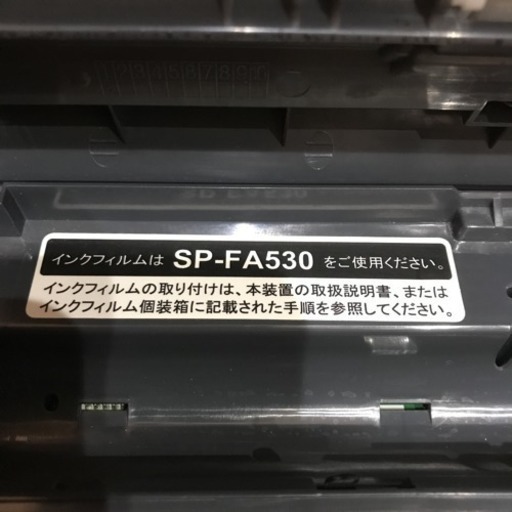 インクフィルムは SP-FA530 をご使用ください。
インクフィルムの取り付けは、本装置の取扱説明書、または
インクフィルム個装箱に記載された手順を参照してください。